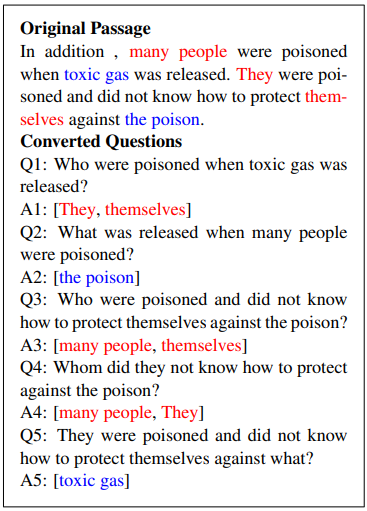 Original Passage
In addition , many people were poisoned
when toxic gas was released. They were poi-
soned and did not know how to protect them-
selves against the poison.
Converted Questions
Q1: Who were poisoned when toxic gas was
released?
A1: [They, themselves]
Q2: What was released when many people
were poisoned?
A2: [the poison]
Q3: Who were poisoned and did not know
how to protect themselves against the poison?
A3: [many people, themselves]
Q4: Whom did they not know how to protect
against the poison?
A4: [many people, They]
Q5: They were poisoned and did not know
how to protect themselves against what?
A5: [toxic gas]